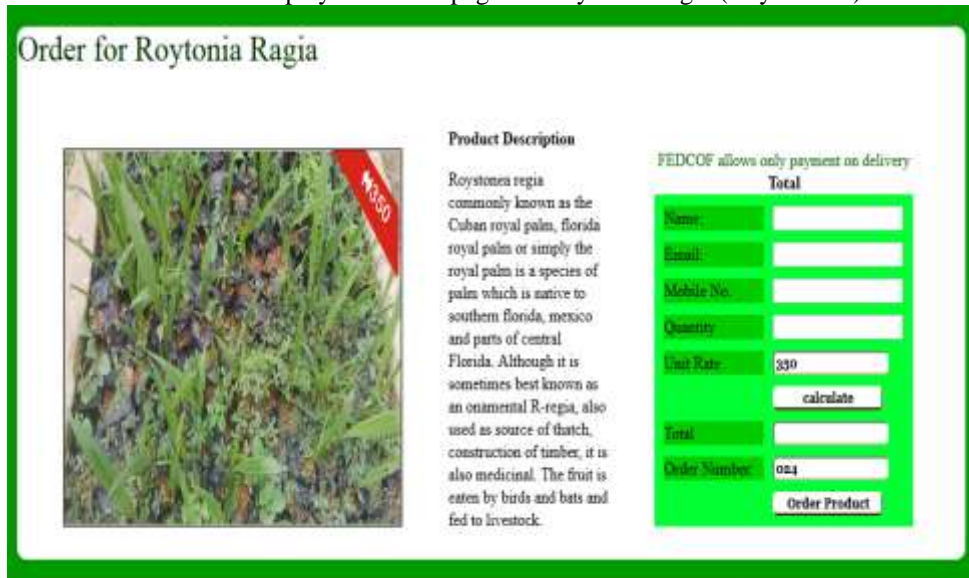 Order for Roytonia Ragia
350
Product Description
Roystonea regia
commonly known as the
Cuban royal palm, florida
royal palm or simply the
royal palm is a species of
palm which is native to
southern florida, mexico
and parts of central
Florida. Although it is
sometimes best known as
an onamental R-regia, also
used as source of thatch,
construction of timber, it is
also medicinal. The fruit is
eaten by birds and bats and
fed to livestock.
FEDCOF allows only payment on delivery
Total
Name:
Email:
Mobile No.
Quantity
Unit Rate 350
calculate
Total
Order Number 024
Order Product